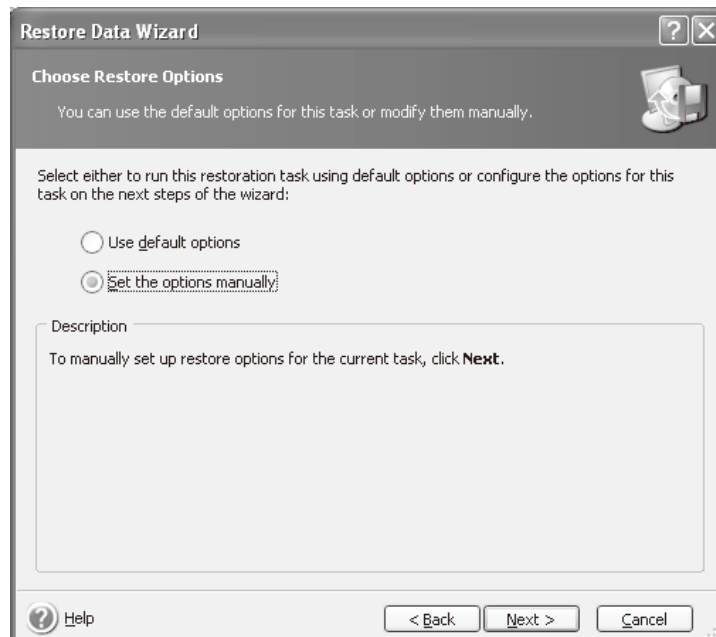 Restore Data Wizard
Choose Restore Options
You can use the default options for this task or modify them manually.
Select either to run this restoration task using default options or configure the options for this
task on the next steps of the wizard:
Use default options
Set the options manually
Description
To manually set up restore options for the current task, click Next.
Help
< Back
Next >
Cancel